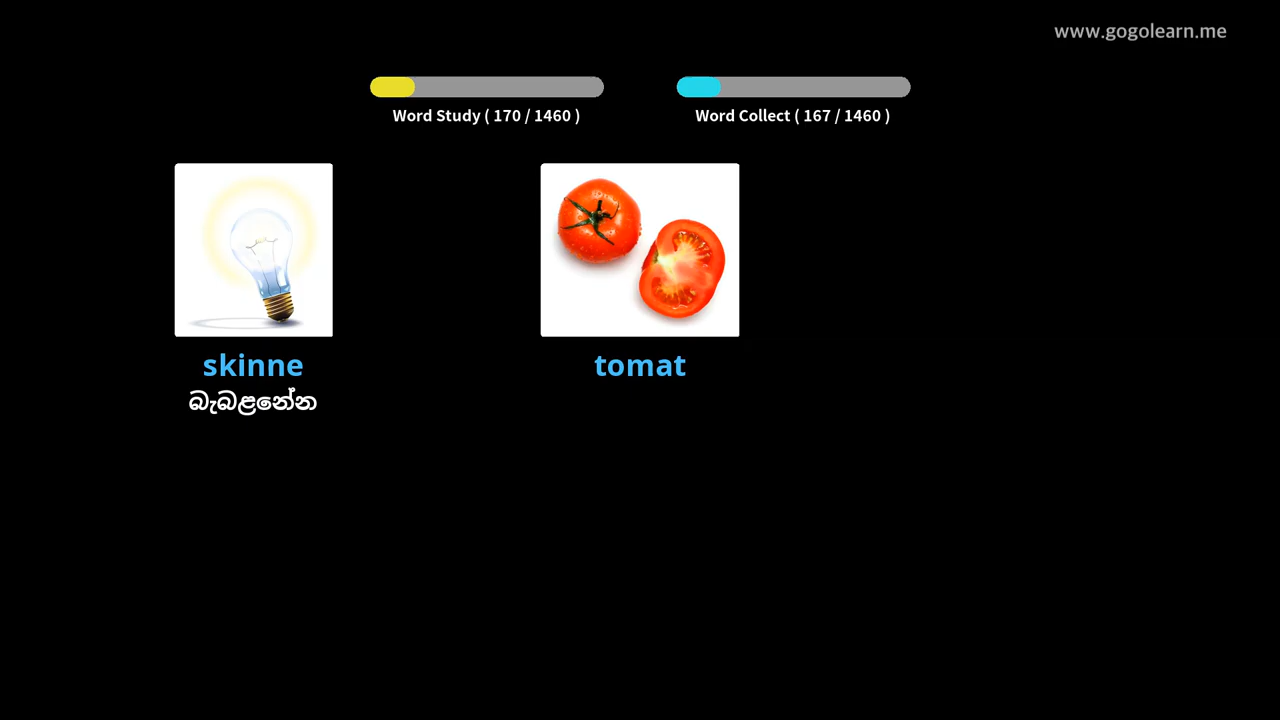 www.gogolearn.me
Word Study ( 170 / 1460 )
Word Collect ( 167 / 1460 )
skinne
බැබළනේන
tomat